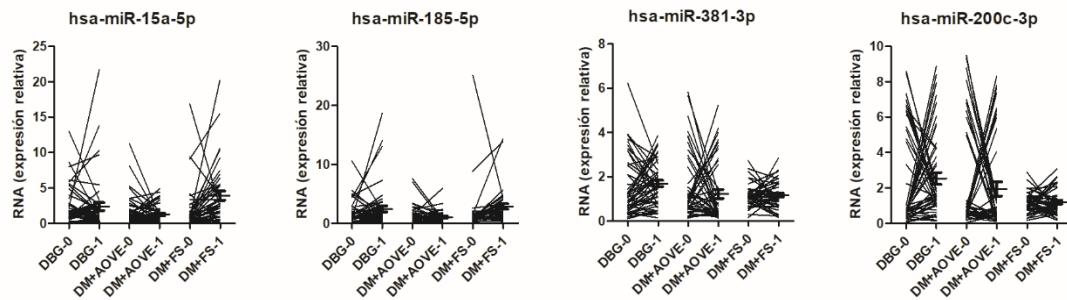 hsa-miR-15a-5p
RNA (expresión relativa)
25
20
15
10
5
0
DBG-0
DBG-1
DM+AOVE-0
DM+AOVE-1
DM+FS-0
DM+FS-1
hsa-miR-185-5p
RNA (expresión relativa)
30
20
10
0
DBG-0
DBG-1
DM+AOVE-0
DM+AOVE-1
DM+FS-0
DM+FS-1
hsa-miR-381-3p
RNA (expresión relativa)
8
6
4
2
0
DBG-0
DBG-1
DM+AOVE-0
DM+AOVE-1
DM+FS-0
DM+FS-1
hsa-miR-200c-3p
RNA (expresión relativa)
10
8
6
4
2
0
DBG-0
DBG-1
DM+AOVE-0
DM+AOVE-1
DM+FS-0
DM+FS-1